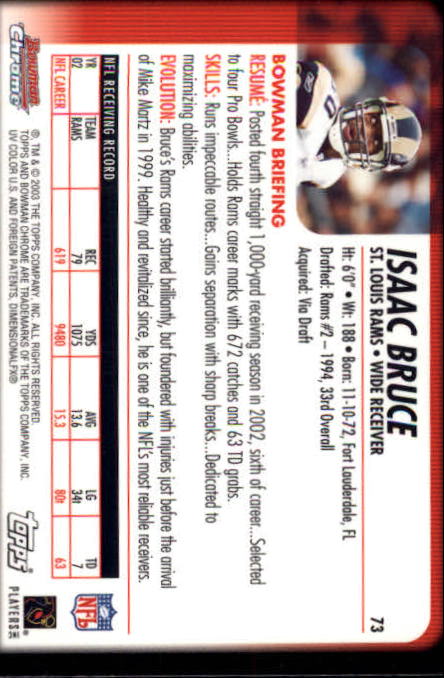 73
ISAAC BRUCE
ST. LOUIS RAMS • WIDE RECEIVER
Ht: 6'0" • Wt: 188 • Born: 11-10-72, Fort Lauderdale, FL
Drafted: Rams #2 – 1994, 33rd Overall
Acquired: Via Draft
BOWMAN BRIEFING
RESUMÉ: Posted fourth straight 1,000-yard receiving season in 2002, sixth of career...Selected
to four Pro Bowls...Holds Rams career marks with 672 catches and 63 TD grabs.
SKILLS: Runs impeccable routes...Gains separation with sharp breaks...Dedicated to
maximizing abilities.
EVOLUTION: Bruce's Rams career started brilliantly, but foundered with injuries just before the arrival
of Mike Martz in 1999. Healthy and revitalized since, he is one of the NFL's most reliable receivers.
NFL RECEIVING RECORD
YR TEAM REC YDS AVG LG TD
02 RAMS 79 1075 13.6 34t 7
NFL CAREER 619 9480 15.3 80t 63
Bowman Chrome
®, TM & © 2003 THE TOPPS COMPANY, INC. ALL RIGHTS RESERVED.
TOPPS AND BOWMAN CHROME ARE TRADEMARKS OF THE TOPPS COMPANY, INC.
UV COLOR U.S. AND FOREIGN PATENTS, DIMENSIONALFX®
topps
NFL
PLAYERS INC